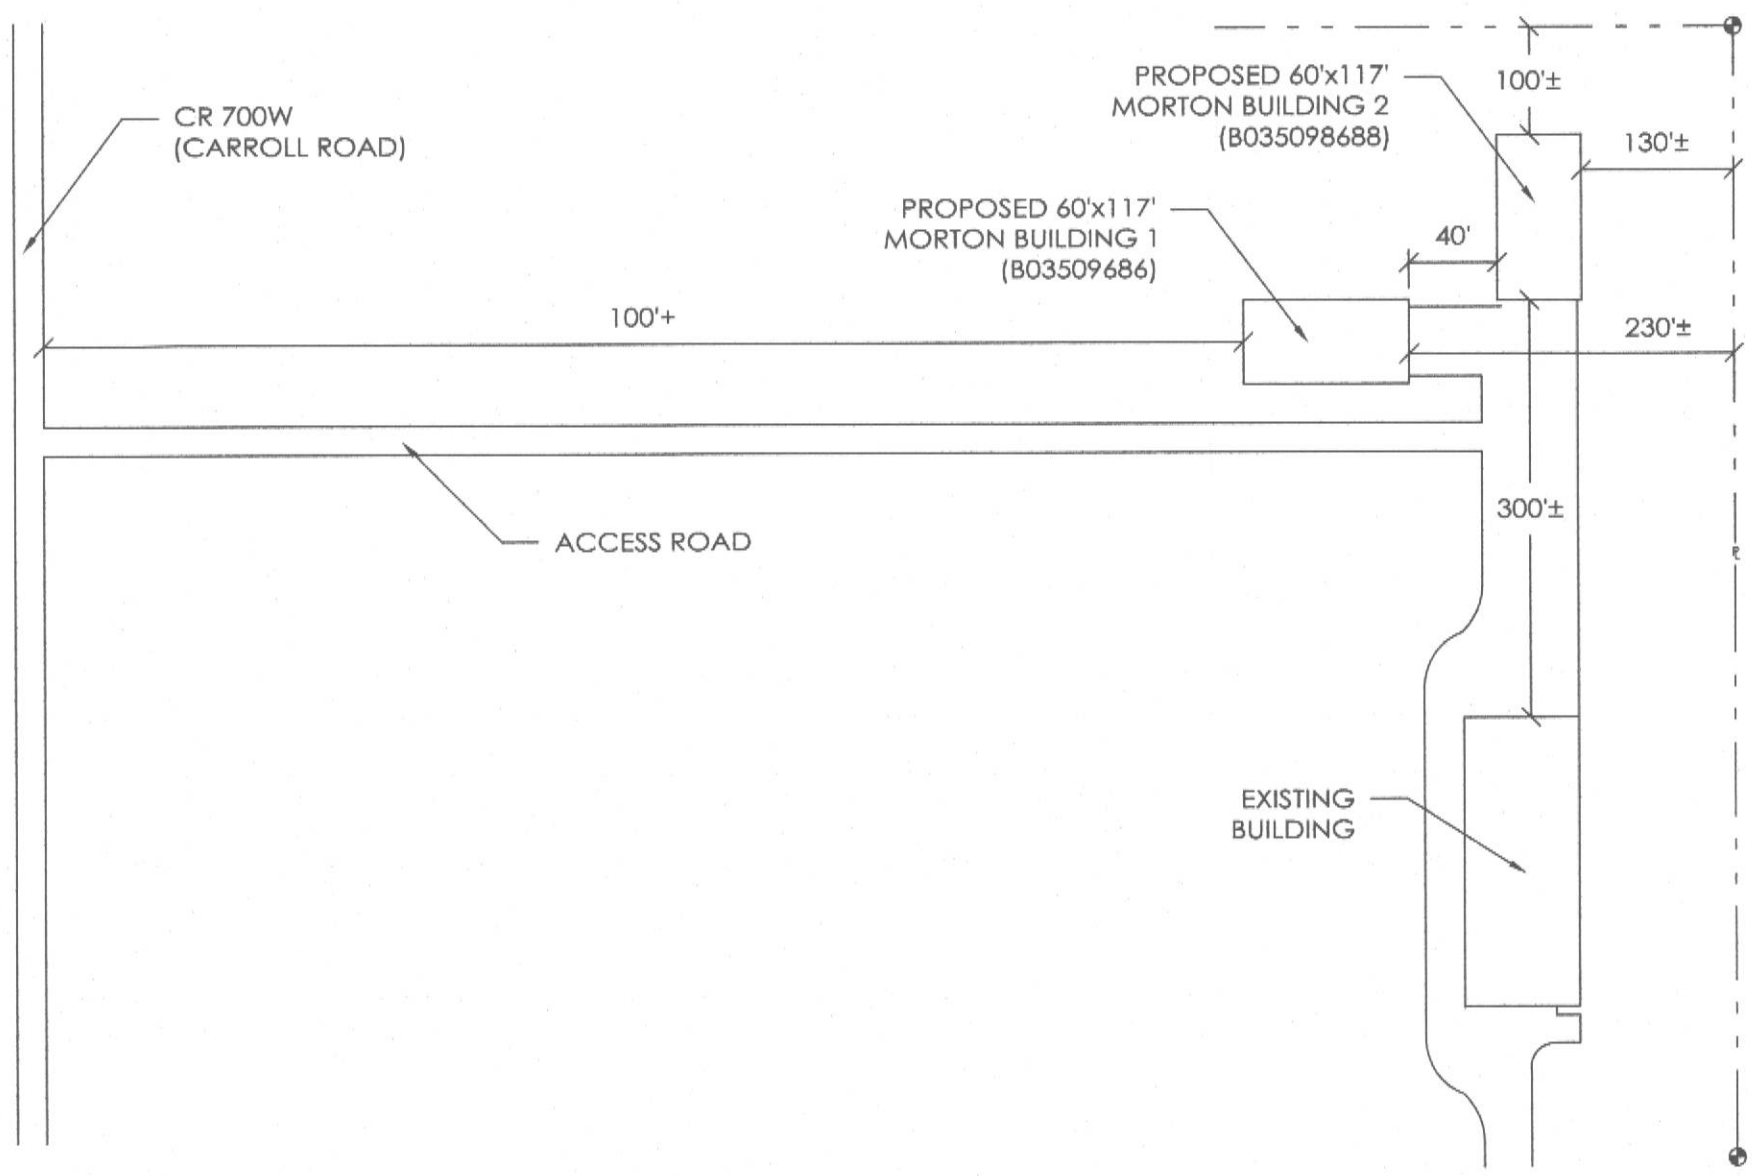 CR 700W
(CARROLL ROAD)
PROPOSED 60'x117'
MORTON BUILDING 2
(B035098688)
100'±
130'±
PROPOSED 60'x117'
MORTON BUILDING 1
(B03509686)
40'
100'+
230'±
300'±
ACCESS ROAD
EXISTING
BUILDING